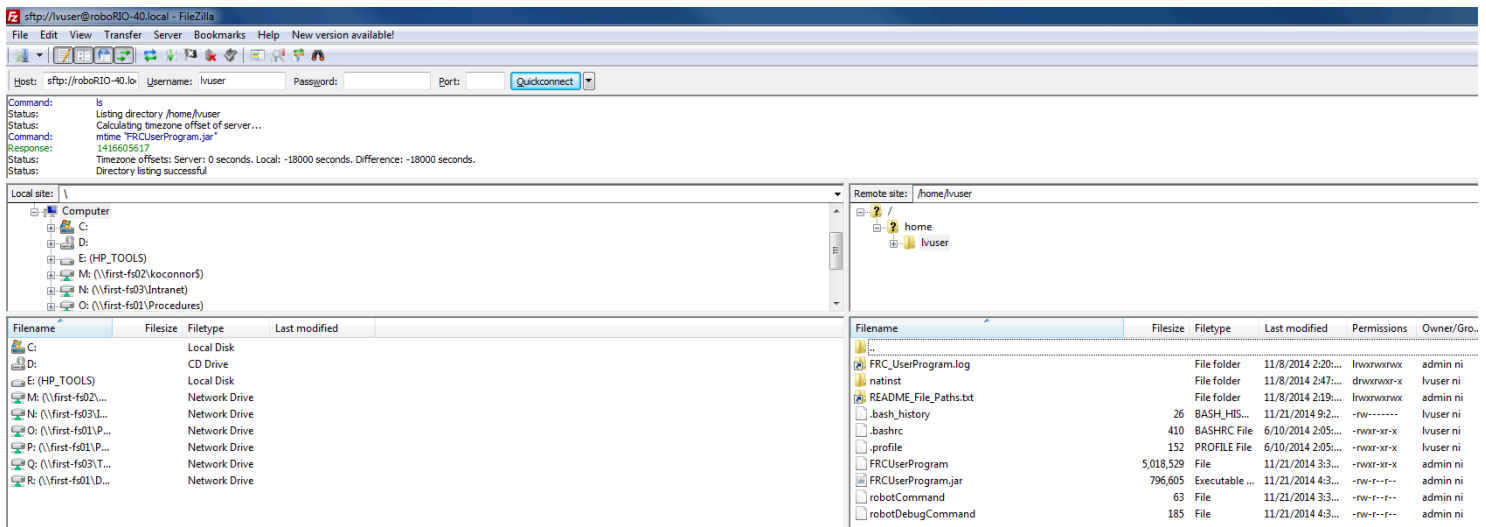 sftp://lvuser@roboRIO-40.local - FileZilla
File Edit View Transfer Server Bookmarks Help New version available!
Host: sftp://roboRIO-40.lo Username: lvuser Password: Port: Quickconnect
Command: ls
Status: Listing directory /home/lvuser
Status: Calculating timezone offset of server...
Command: mtime "FRCUserProgram.jar"
Response: 1416605617
Status: Timezone offsets: Server: 0 seconds. Local: -18000 seconds. Difference: -18000 seconds.
Status: Directory listing successful
Local site: \
Computer
C:
D:
E: (HP_TOOLS)
M: (\\first-fs02\koconnor$)
N: (\\first-fs03\Intranet)
O: (\\first-fs01\Procedures)
Remote site: /home/lvuser
/
home
lvuser
Filename Filesize Filetype Last modified
C: Local Disk
D: CD Drive
E: (HP_TOOLS) Local Disk
M: (\\first-fs02\... Network Drive
N: (\\first-fs03\I... Network Drive
O: (\\first-fs01\P... Network Drive
P: (\\first-fs01\P... Network Drive
Q: (\\first-fs03\T... Network Drive
R: (\\first-fs01\D... Network Drive
Filename Filesize Filetype Last modified Permissions Owner/Gro...
..
FRC_UserProgram.log File folder 11/8/2014 2:20:... lrwxrwxrwx admin ni
natinst File folder 11/8/2014 2:47:... drwxrwxr-x lvuser ni
README_File_Paths.txt File folder 11/8/2014 2:19:... lrwxrwxrwx admin ni
.bash_history 26 BASH_HIS... 11/21/2014 9:2... -rw------- lvuser ni
.bashrc 410 BASHRC File 6/10/2014 2:05:... -rwxr-xr-x lvuser ni
.profile 152 PROFILE File 6/10/2014 2:05:... -rwxr-xr-x lvuser ni
FRCUserProgram 5,018,529 File 11/21/2014 3:3... -rwxr-xr-x admin ni
FRCUserProgram.jar 796,605 Executable ... 11/21/2014 4:3... -rw-r--r-- admin ni
robotCommand 63 File 11/21/2014 3:3... -rw-r--r-- admin ni
robotDebugCommand 185 File 11/21/2014 4:3... -rw-r--r-- admin ni